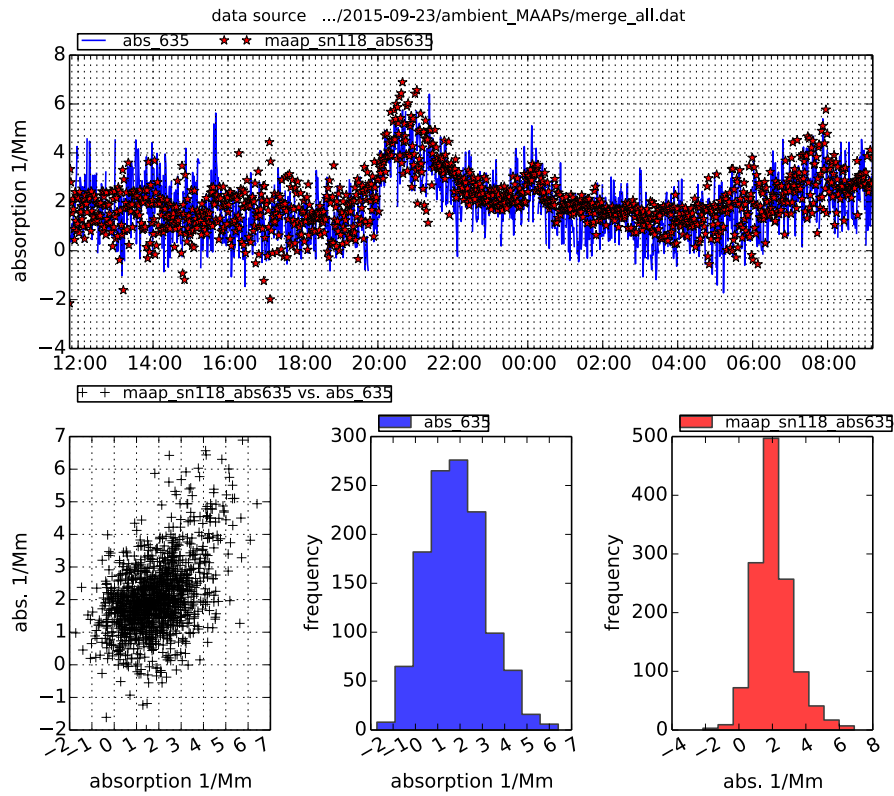 data source .../2015-09-23/ambient_MAAPs/merge_all.dat
abs_635 maap_sn118_abs635
absorption 1/Mm
8
6
4
2
0
−2
−4
12:00 14:00 16:00 18:00 20:00 22:00 00:00 02:00 04:00 06:00 08:00
maap_sn118_abs635 vs. abs_635
abs. 1/Mm
7
6
5
4
3
2
1
0
−1
−2
−2 −1 0 1 2 3 4 5 6 7
absorption 1/Mm
abs_635
frequency
300
250
200
150
100
50
0
−2 −1 0 1 2 3 4 5 6 7
absorption 1/Mm
maap_sn118_abs635
frequency
500
400
300
200
100
0
−4 −2 0 2 4 6 8
abs. 1/Mm